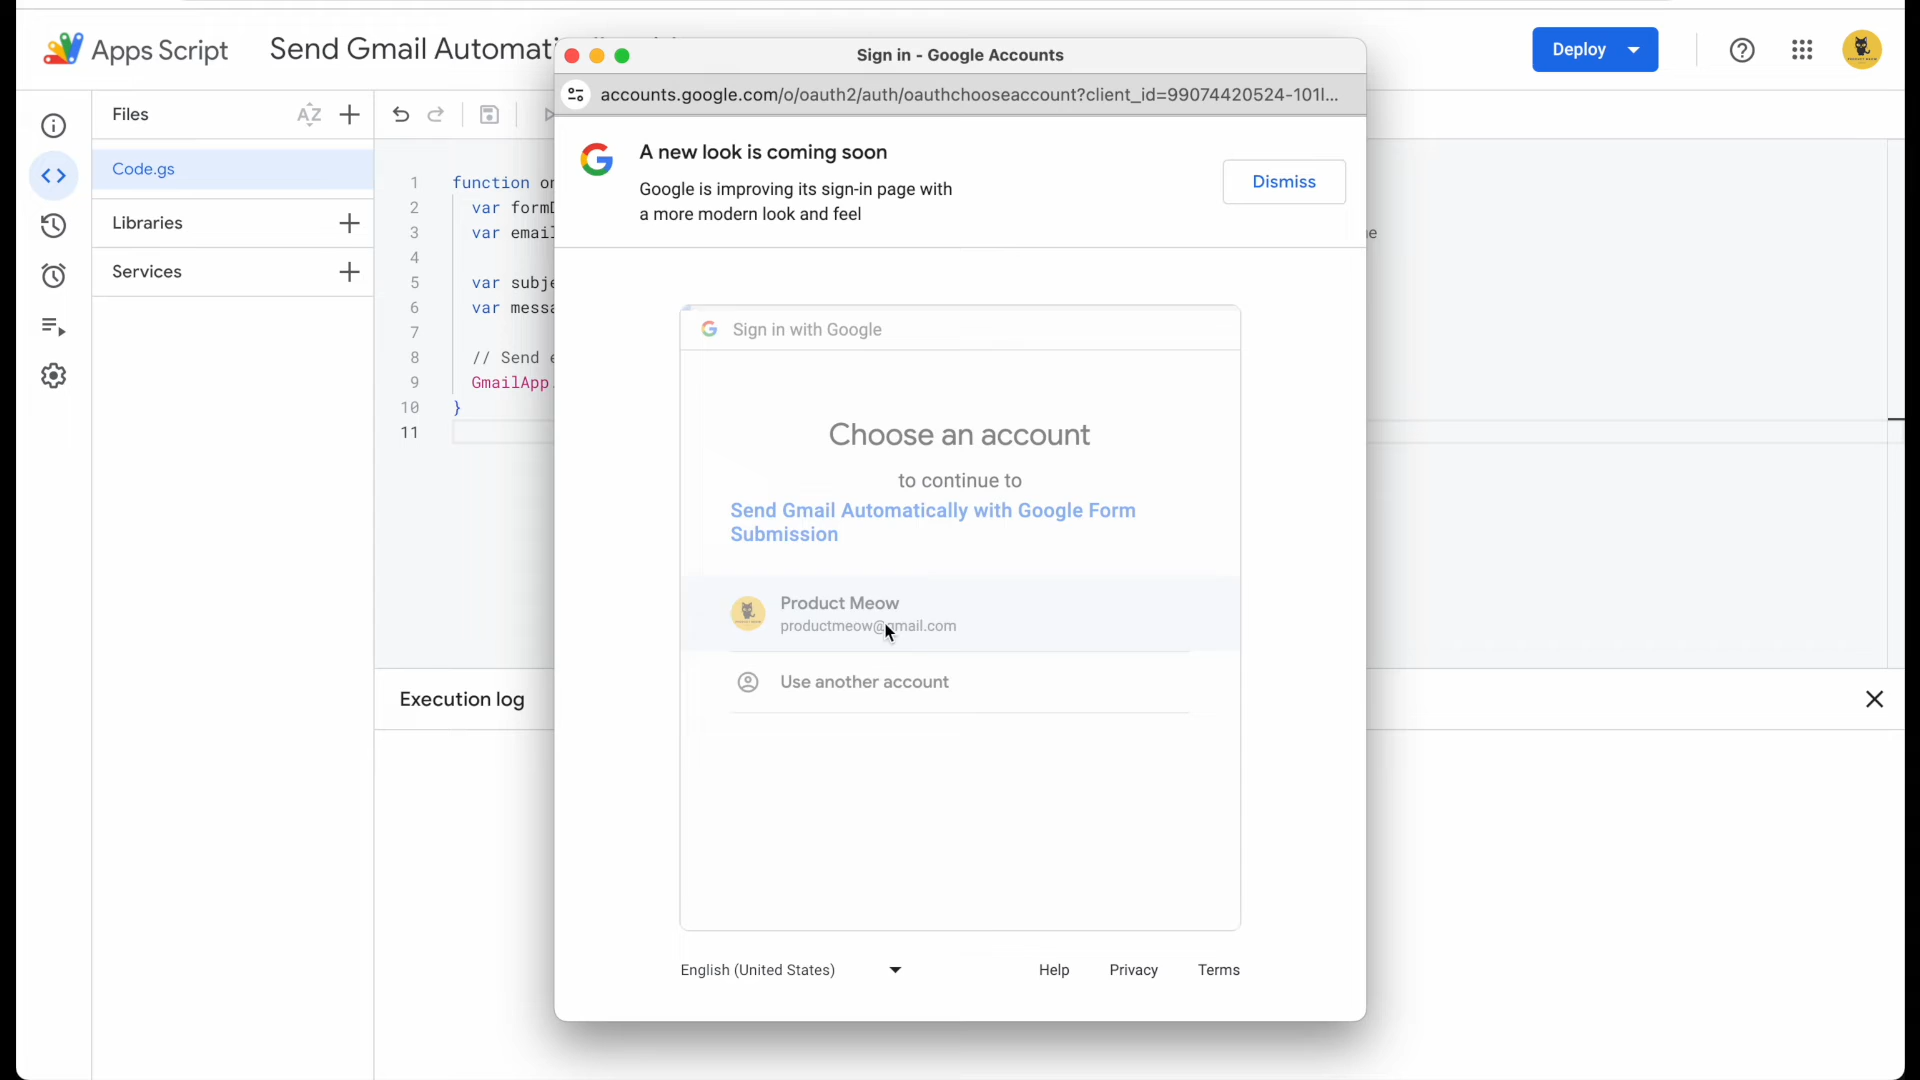 Apps Script
Send Gmail Automati
Deploy
Sign in - Google Accounts
accounts.google.com/o/oauth2/auth/oauthchooseaccount?client_id=99074420524-101l...
Files
Code.gs
Libraries
Services
1 function on
2 var form
3 var email
4
5 var subje
6 var messa
7
8 // Send e
9 GmailApp.
10 }
11
A new look is coming soon
Google is improving its sign-in page with
a more modern look and feel
Dismiss
Sign in with Google
Choose an account
to continue to
Send Gmail Automatically with Google Form
Submission
Product Meow
productmeow@gmail.com
Use another account
Execution log
English (United States)
Help
Privacy
Terms